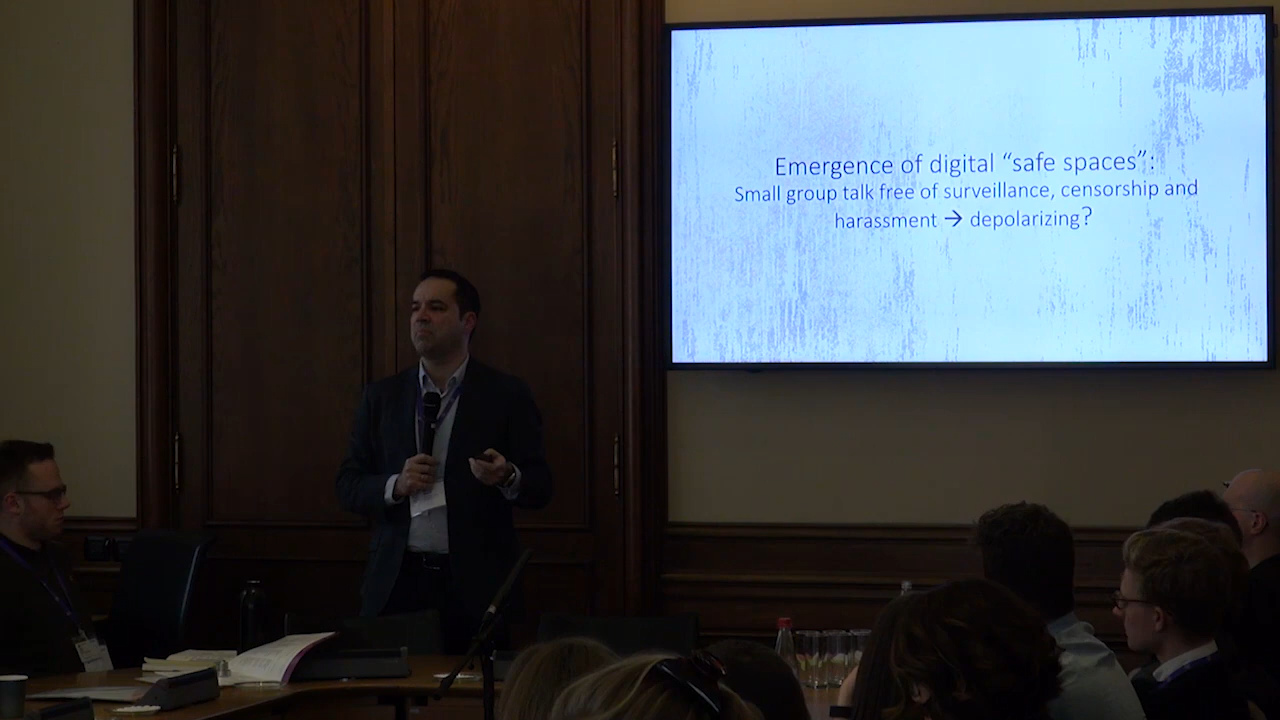 Emergence of digital “safe spaces”:
Small group talk free of surveillance, censorship and
harassment → depolarizing?